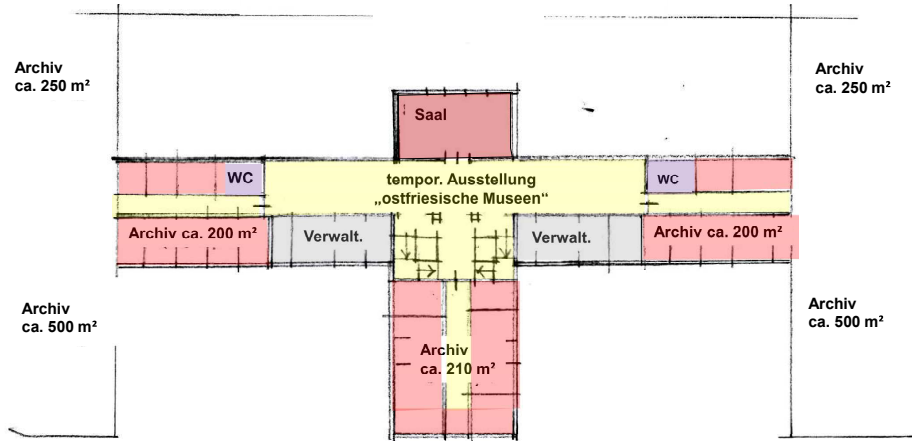 Archiv
ca. 250 m²
Archiv
ca. 250 m²
Saal
WC
WC
tempor. Ausstellung
„ostfriesische Museen“
Archiv ca. 200 m²
Verwalt.
Verwalt.
Archiv ca. 200 m²
Archiv
ca. 500 m²
Archiv
ca. 500 m²
Archiv
ca. 210 m²